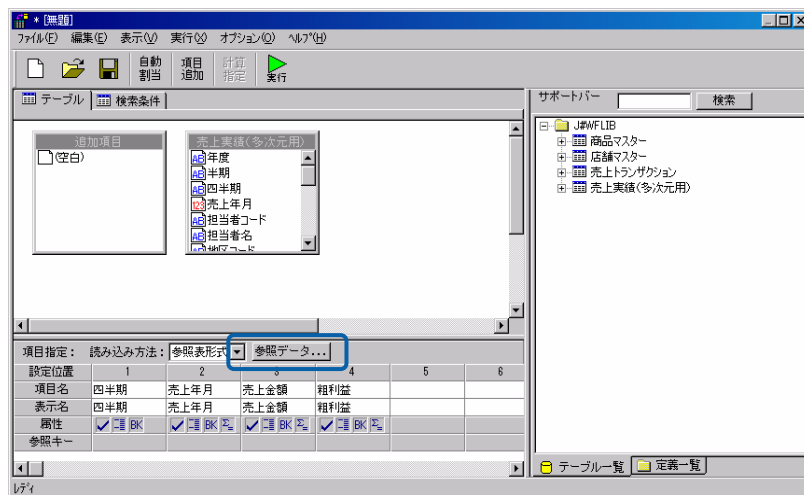 * [無題]
ファイル(F) 編集(E) 表示(V) 実行(X) オプション(O) ヘルプ(H)
自動割当 項目追加 計算指定 実行
テーブル 検索条件
サポートバー 検索
追加項目
(空白)
売上実績(多次元用)
年度
半期
四半期
売上年月
担当者コード
担当者名
地区コード
J#WFLIB
商品マスター
店舗マスター
売上トランザクション
売上実績(多次元用)
項目指定: 読み込み方法: 参照表形式 参照データ...
設定位置 1 2 3 4 5 6
項目名 四半期 売上年月 売上金額 粗利益
表示名 四半期 売上年月 売上金額 粗利益
属性 BK BK Σ BK Σ BK Σ
参照キー
テーブル一覧 定義一覧
レディ